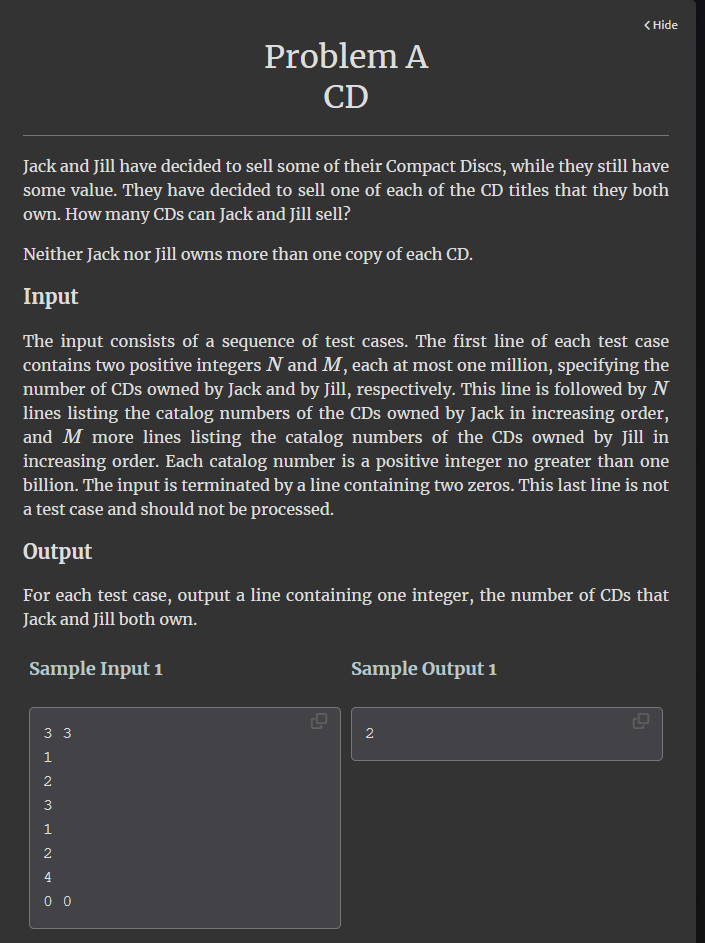 Hide
Problem A
CD
Jack and Jill have decided to sell some of their Compact Discs, while they still have
some value. They have decided to sell one of each of the CD titles that they both
own. How many CDs can Jack and Jill sell?
Neither Jack nor Jill owns more than one copy of each CD.
Input
The input consists of a sequence of test cases. The first line of each test case
contains two positive integers N and M, each at most one million, specifying the
number of CDs owned by Jack and by Jill, respectively. This line is followed by N
lines listing the catalog numbers of the CDs owned by Jack in increasing order,
and M more lines listing the catalog numbers of the CDs owned by Jill in
increasing order. Each catalog number is a positive integer no greater than one
billion. The input is terminated by a line containing two zeros. This last line is not
a test case and should not be processed.
Output
For each test case, output a line containing one integer, the number of CDs that
Jack and Jill both own.
Sample Input 1
3 3
1
2
3
1
2
4
0 0
Sample Output 1
2